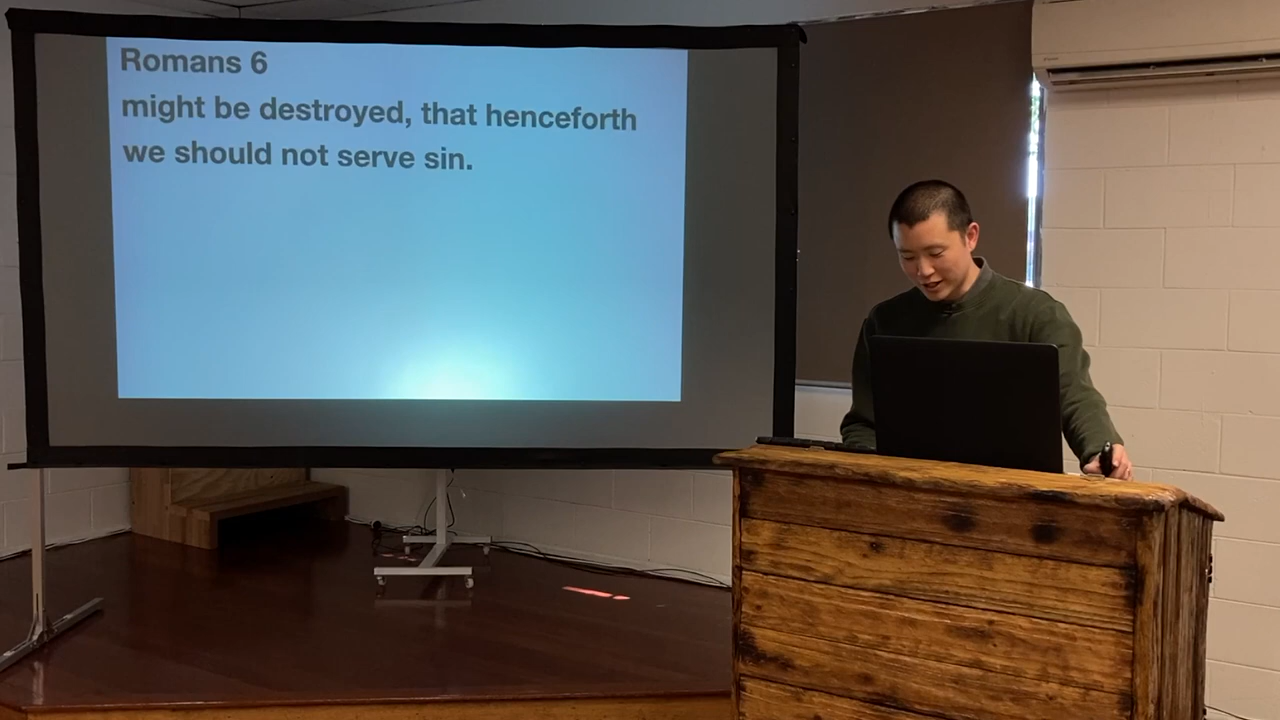 Romans 6
might be destroyed, that henceforth
we should not serve sin.